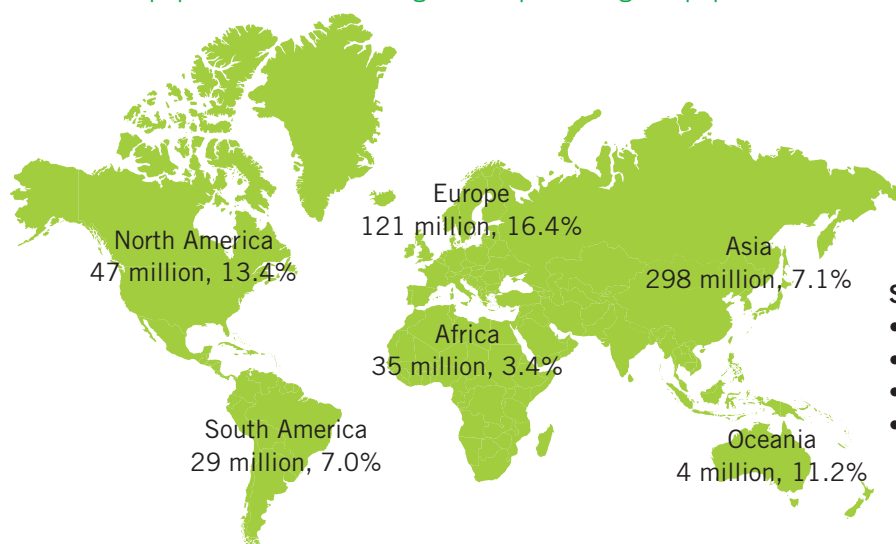 Europe
121 million, 16.4%
North America
47 million, 13.4%
Asia
298 million, 7.1%
S
•
•
•
•
Africa
35 million, 3.4%
South America
29 million, 7.0%
Oceania
4 million, 11.2%